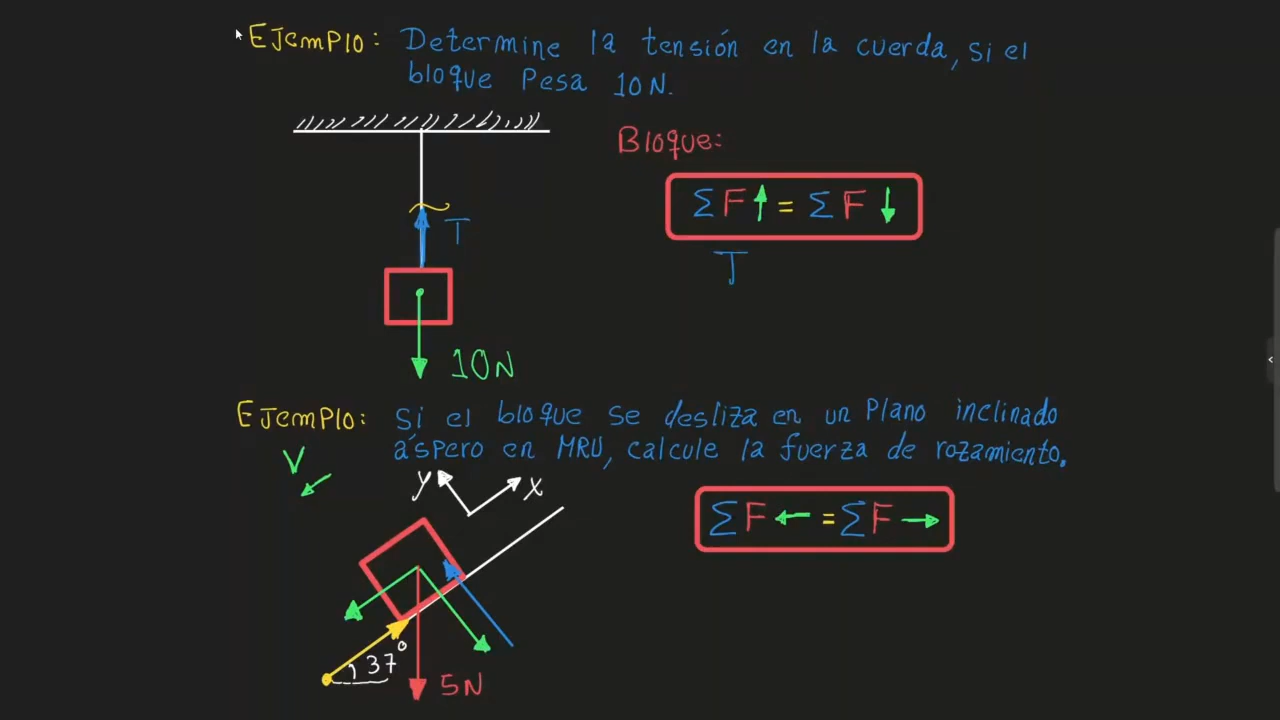 EJemPlO: Determine la tensión en la cuerda, si el
bloque Pesa 10N.
Bloque:
ΣF↑ = ΣF↓
T
T
10N
EJemPlO: Si el bloque se desliza en un Plano inclinado
áspero en MRU, calcule la fuerza de rozamiento.
V
y
x
ΣF← = ΣF→
37°
5N